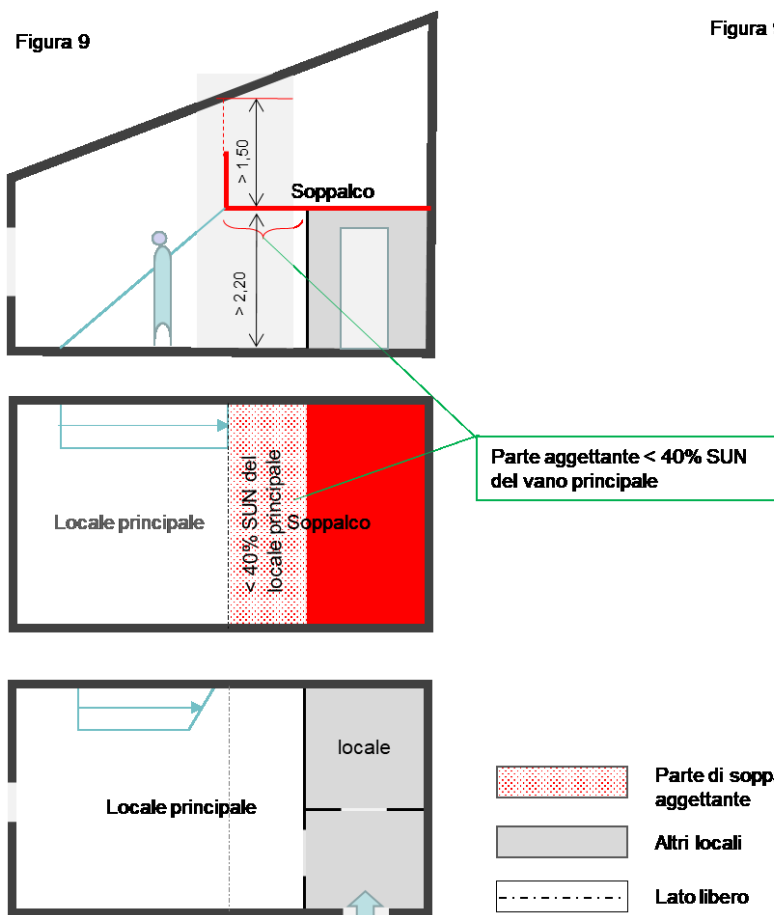 Figura 9
Figura
> 1,50
Soppalco
> 2,20
Parte aggettante < 40% SUN
del vano principale
Locale principale
< 40% SUN del
locale principale
Soppalco
locale
Locale principale
Parte di soppa
aggettante
Altri locali
Lato libero